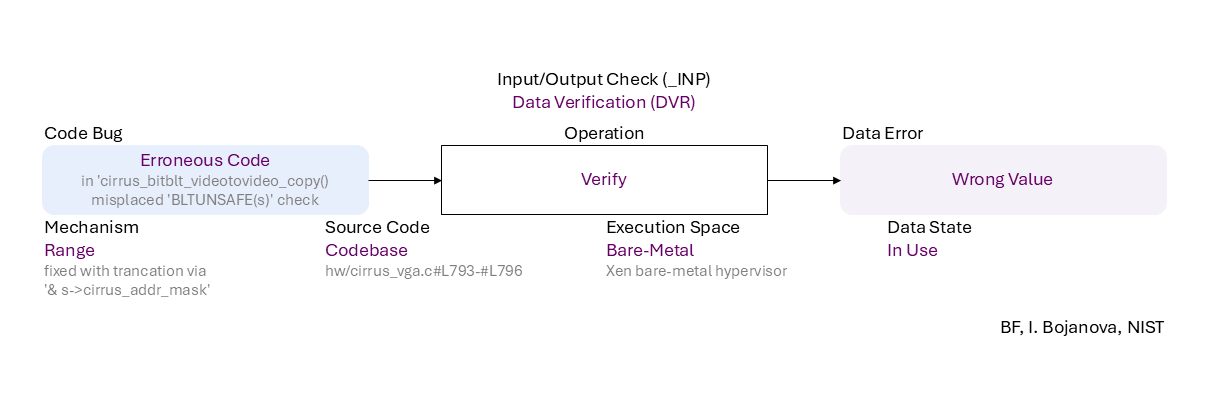 Input/Output Check (_INP)
Data Verification (DVR)
Code Bug
Operation
Data Error
Erroneous Code
in 'cirrus_bitblt_videotovideo_copy()
misplaced 'BLTUNSAFE(s)' check
Verify
Wrong Value
Mechanism
Range
fixed with trancation via
'& s->cirrus_addr_mask'
Source Code
Codebase
hw/cirrus_vga.c#L793-#L796
Execution Space
Bare-Metal
Xen bare-metal hypervisor
Data State
In Use
BF, I. Bojanova, NIST